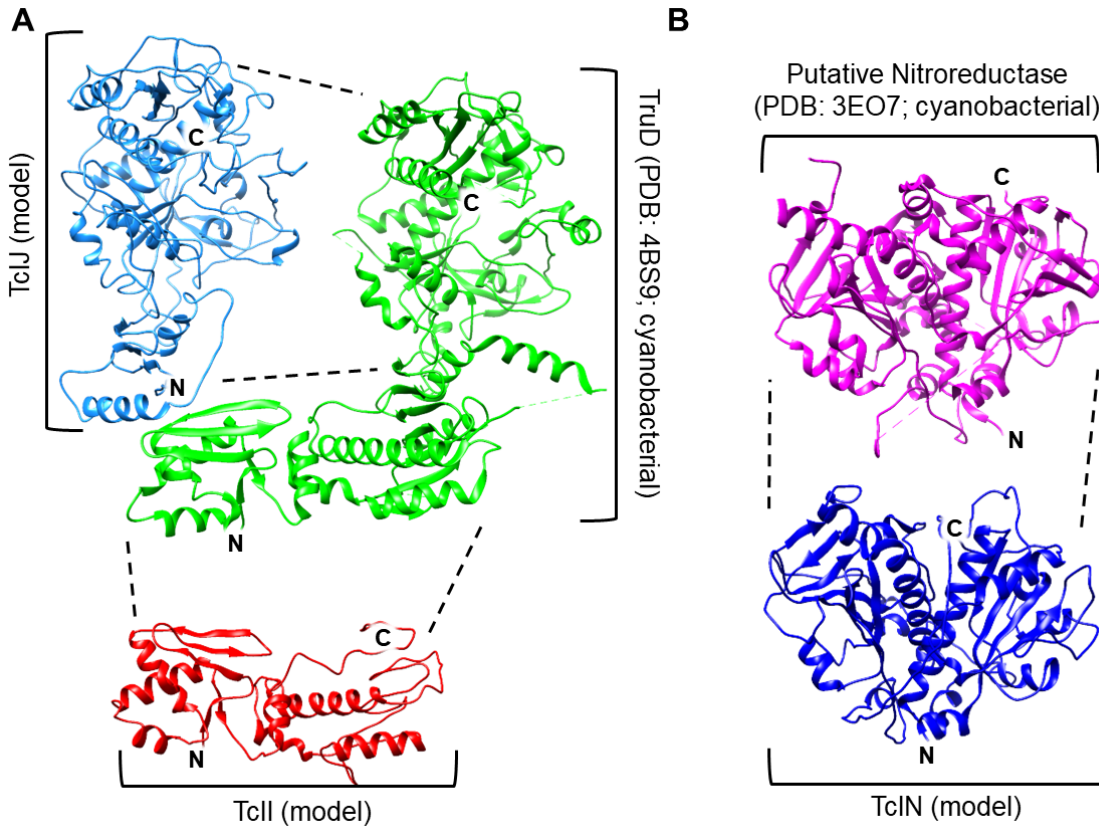 A
B
Putative Nitroreductase
(PDB: 3EO7; cyanobacterial)
C
TclJ (model)
C
TruD (PDB: 4BS9; cyanobacterial)
C
N
N
N
C
C
N
N
TclI (model)
TclN (model)